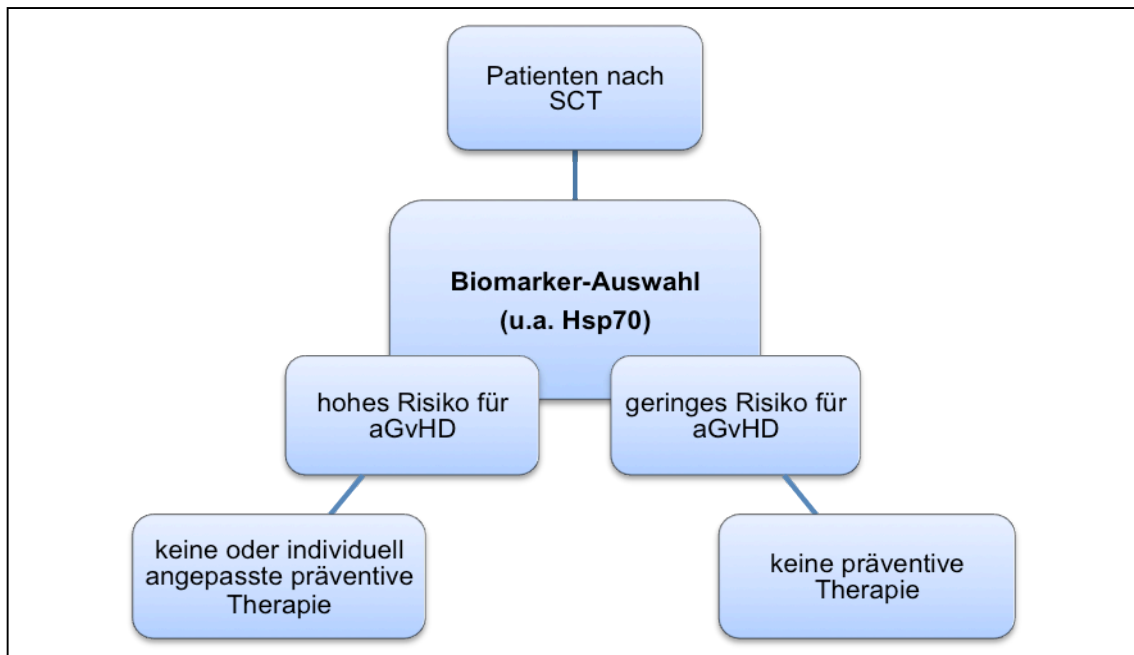 Patienten nach
SCT
Biomarker-Auswahl
(u.a. Hsp70)
hohes Risiko für
aGvHD
geringes Risiko für
aGvHD
keine oder individuell
angepasste präventive
Therapie
keine präventive
Therapie